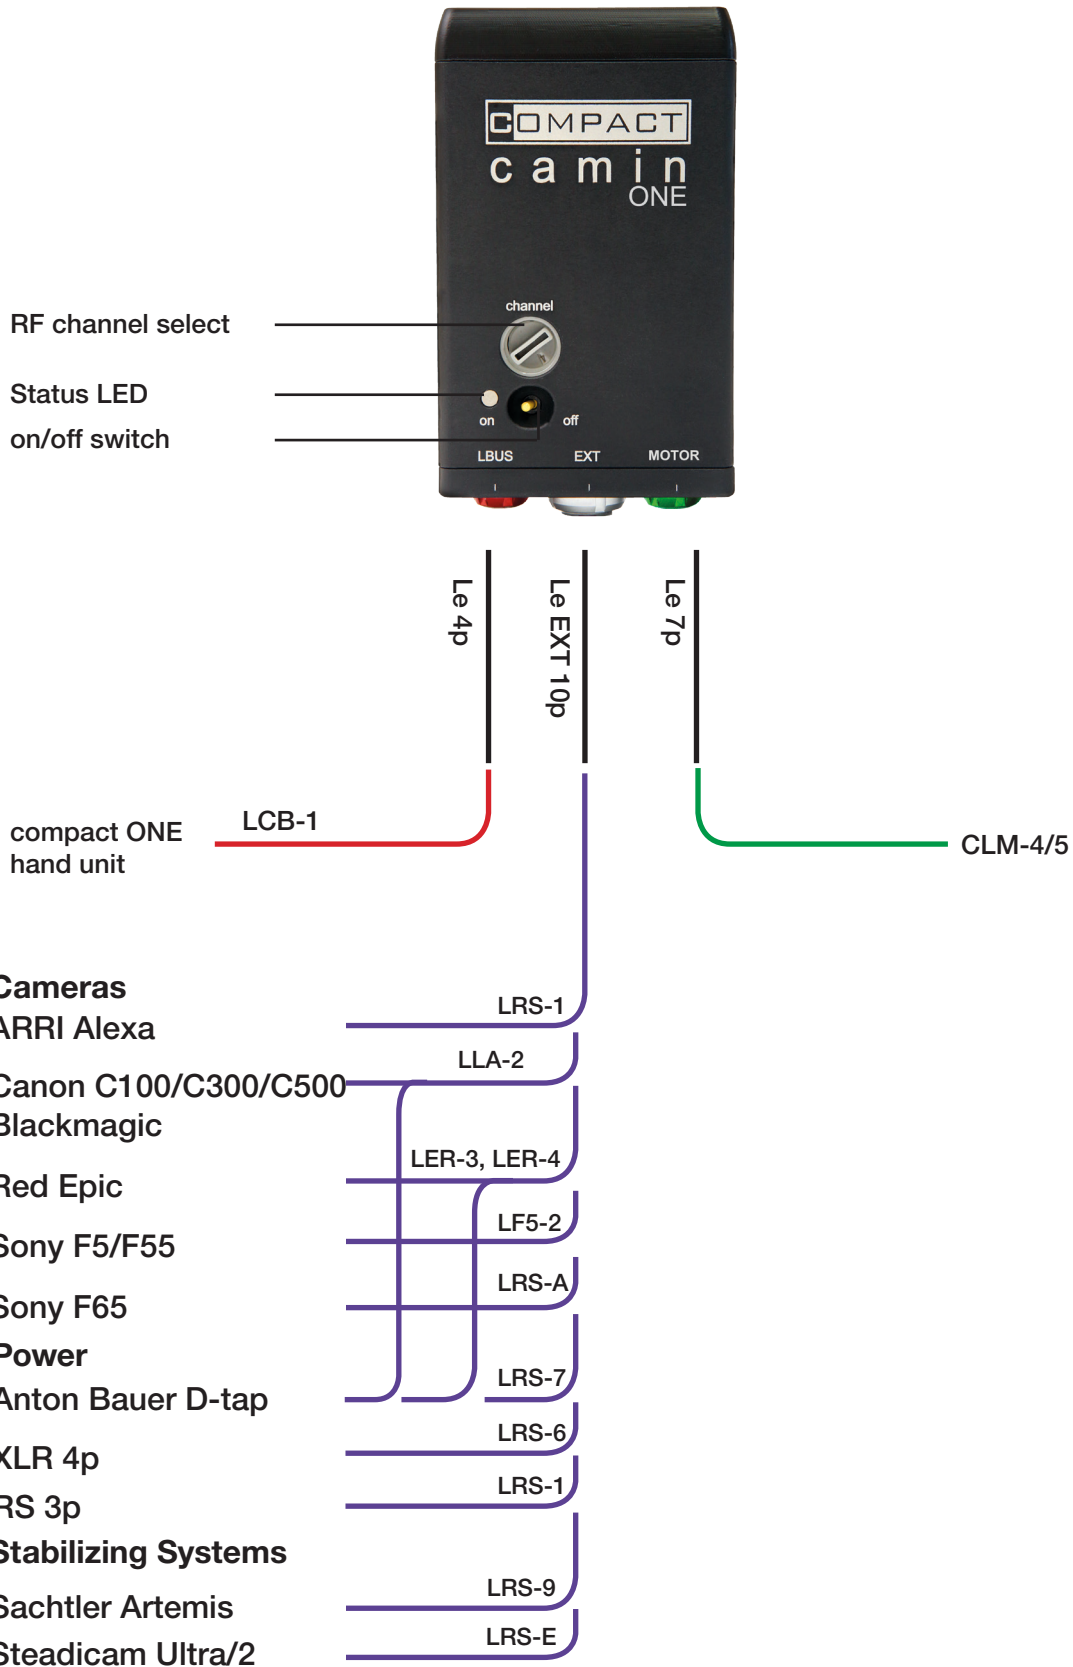 COMPACT
camin
ONE
channel
RF channel select
Status LED
on
off
on/off switch
LBUS
EXT
MOTOR
Le 4p
Le EXT 10p
Le 7p
LCB-1
compact ONE
hand unit
CLM-4/5
Cameras
LRS-1
ARRI Alexa
LLA-2
Canon C100/C300/C500
Blackmagic
LER-3, LER-4
Red Epic
LF5-2
Sony F5/F55
LRS-A
Sony F65
Power
LRS-7
Anton Bauer D-tap
LRS-6
XLR 4p
LRS-1
RS 3p
Stabilizing Systems
LRS-9
Sachtler Artemis
LRS-E
Steadicam Ultra/2